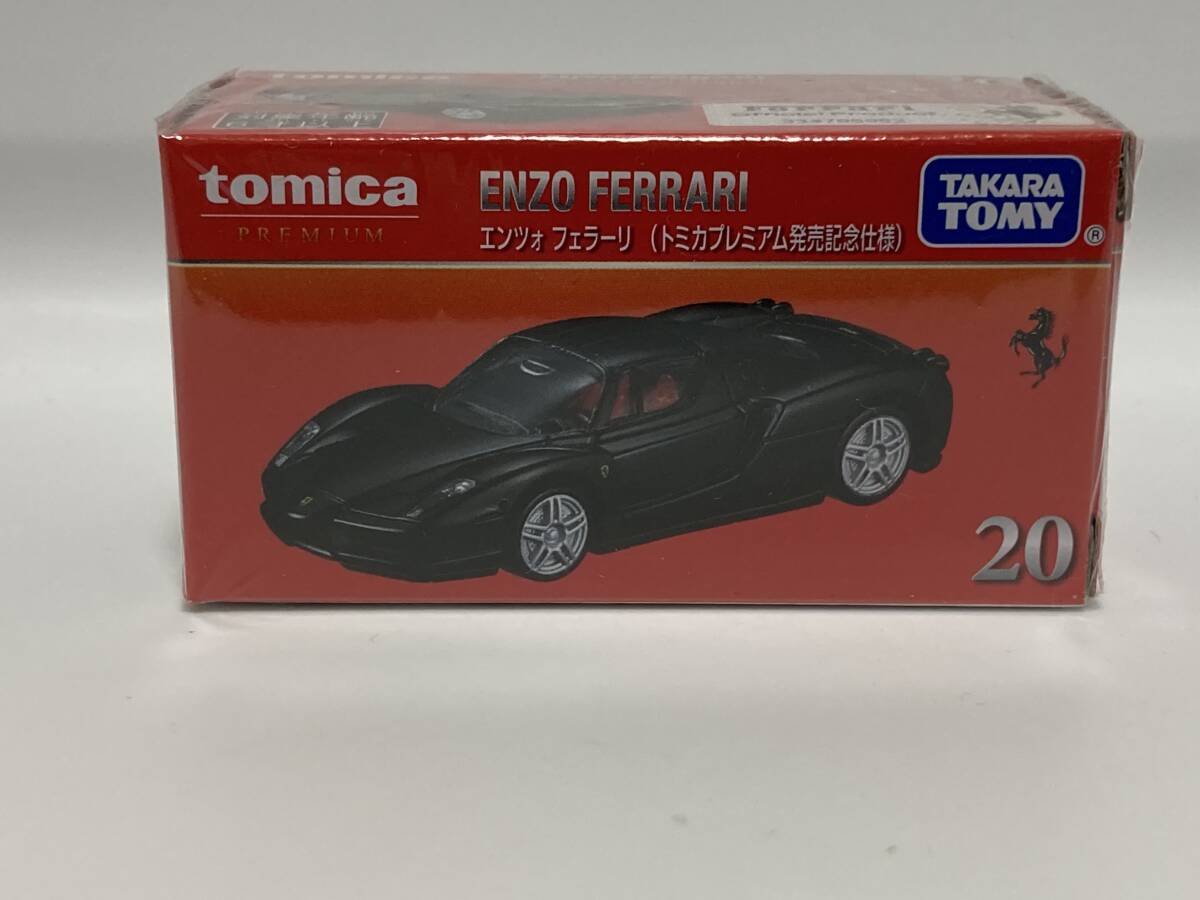 tomica
tomica
PREMIUM
ENZO FERRARI
エンツォ フェラーリ (トミカプレミアム発売記念仕様)
TAKARA
TOMY
®
20